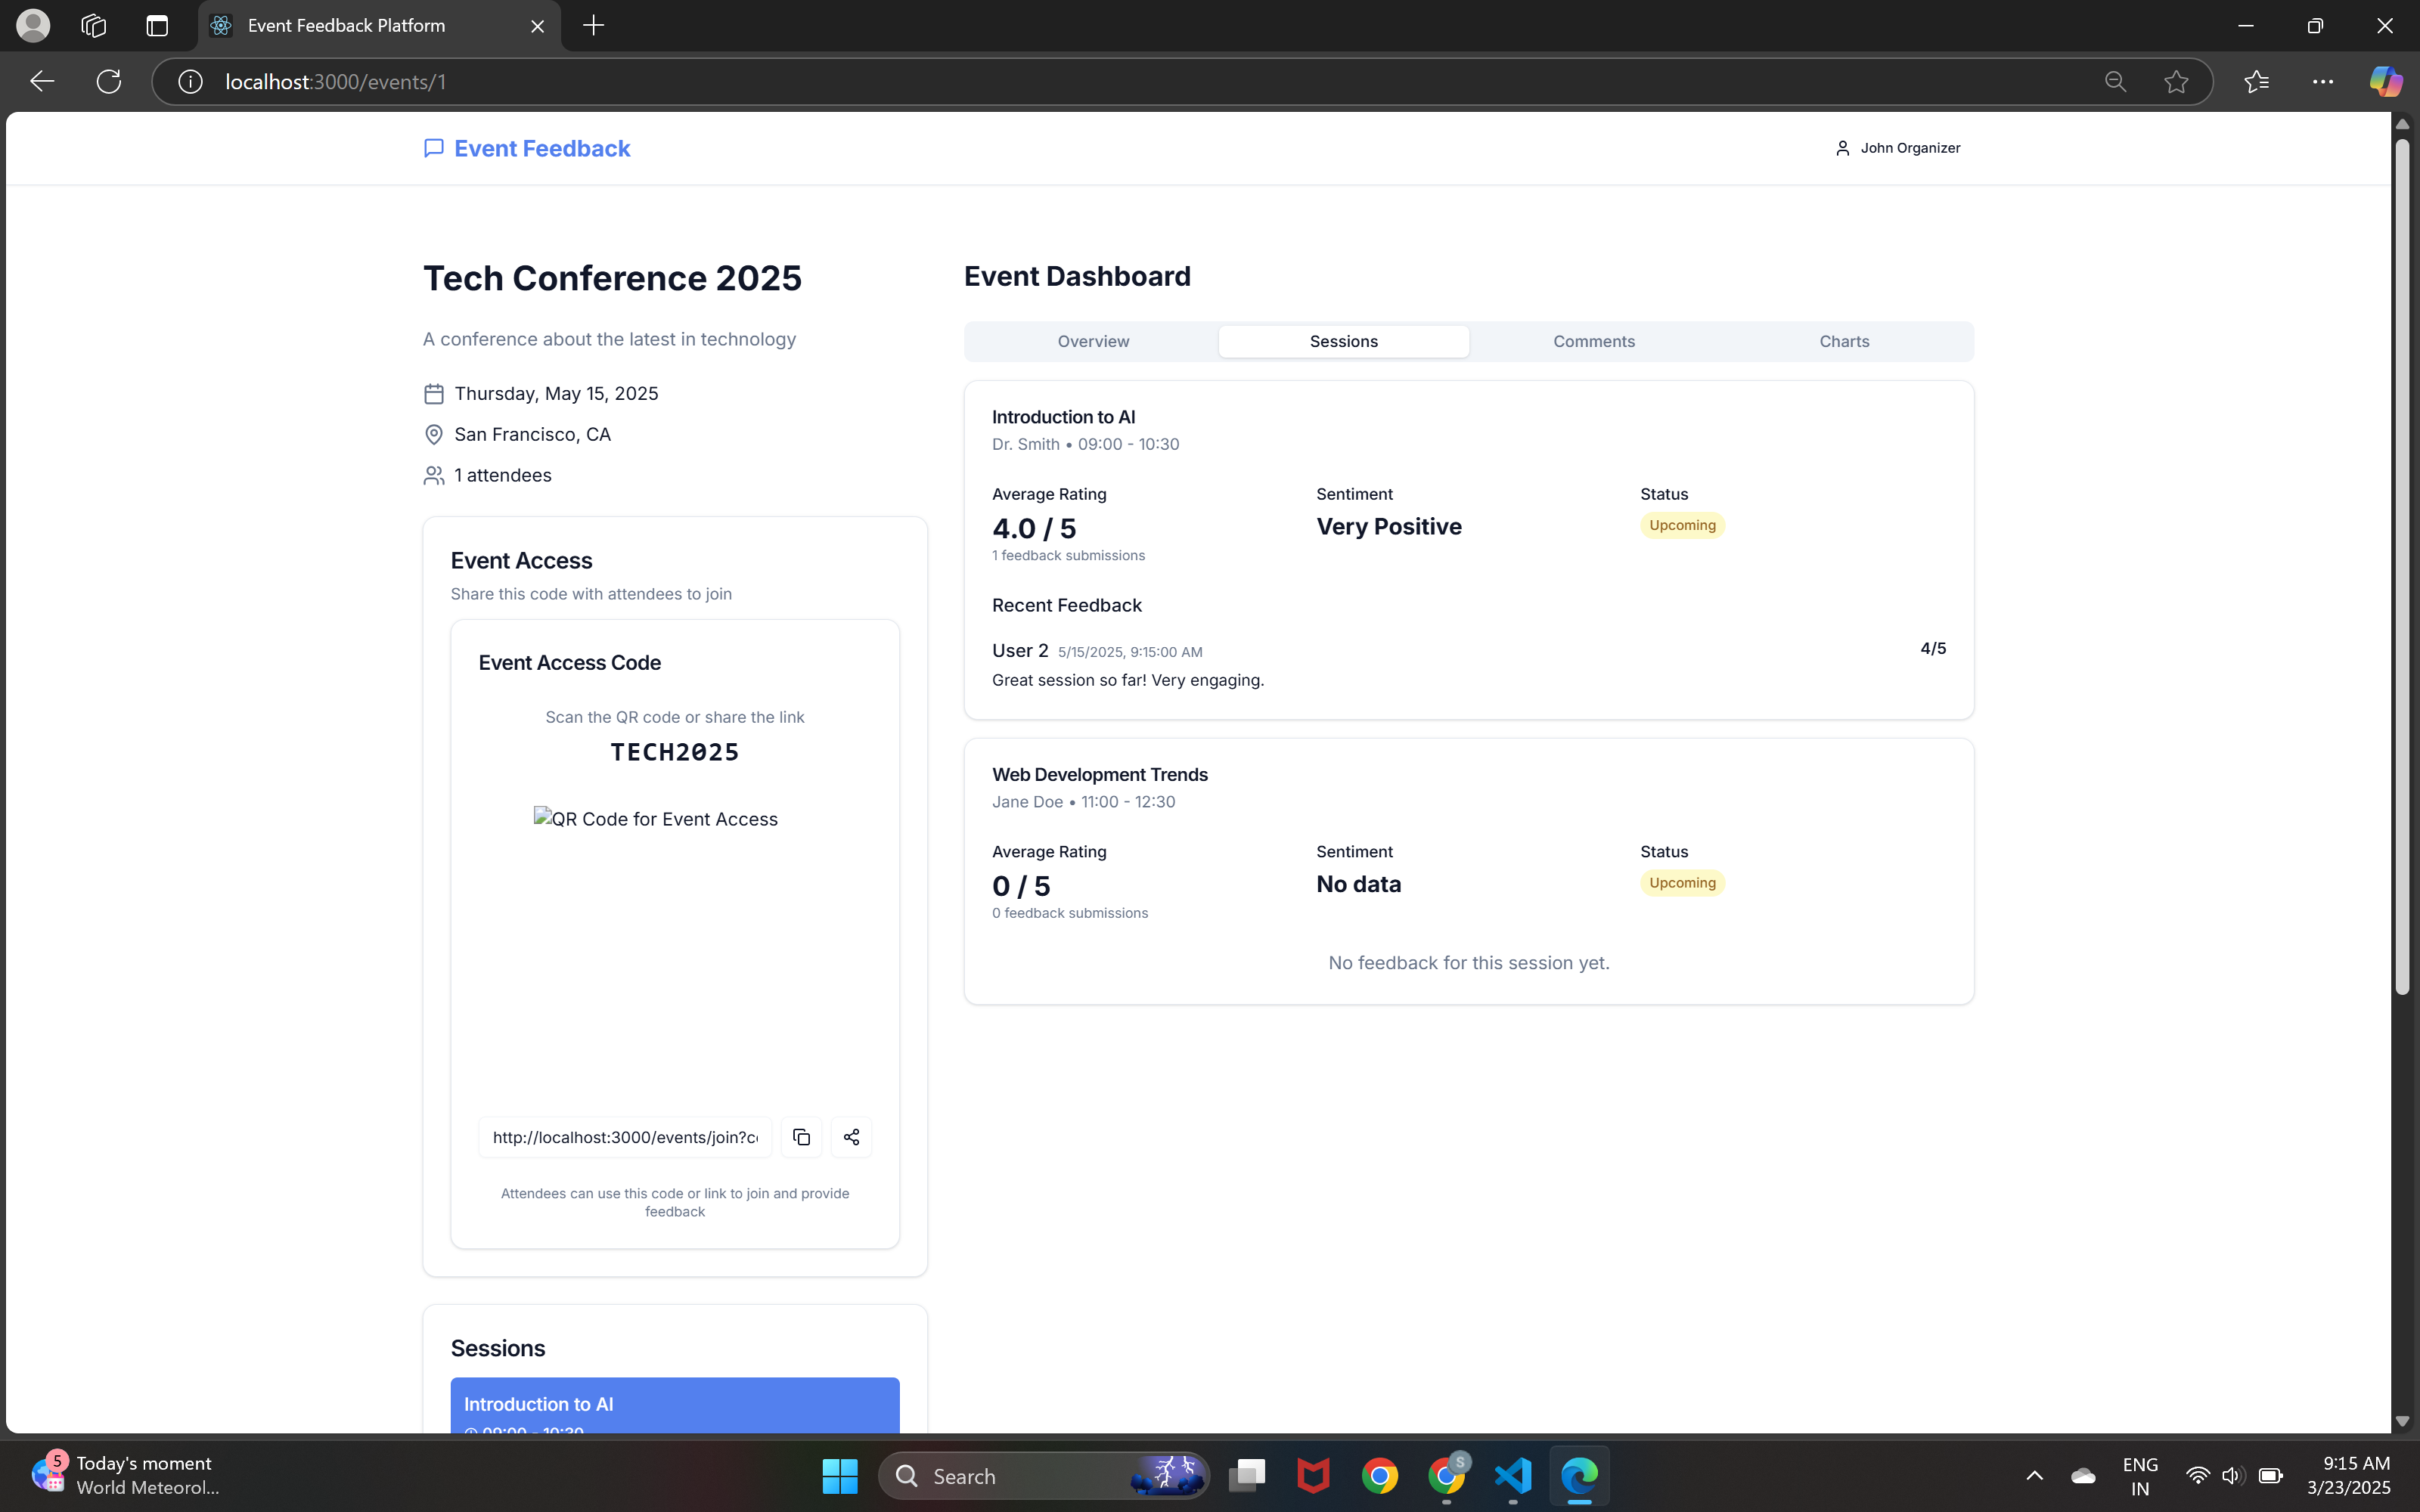 Event Feedback Platform
localhost:3000/events/1
Event Feedback
John Organizer
Tech Conference 2025
A conference about the latest in technology
Thursday, May 15, 2025
San Francisco, CA
1 attendees
Event Access
Share this code with attendees to join
Event Access Code
Scan the QR code or share the link
TECH2025
QR Code for Event Access
http://localhost:3000/events/join?c
Attendees can use this code or link to join and provide
feedback
Sessions
Introduction to AI
09:00 - 10:30
Event Dashboard
Overview
Sessions
Comments
Charts
Introduction to AI
Dr. Smith • 09:00 - 10:30
Average Rating
Sentiment
Status
4.0 / 5
Very Positive
Upcoming
1 feedback submissions
Recent Feedback
User 2 5/15/2025, 9:15:00 AM
4/5
Great session so far! Very engaging.
Web Development Trends
Jane Doe • 11:00 - 12:30
Average Rating
Sentiment
Status
0 / 5
No data
Upcoming
0 feedback submissions
No feedback for this session yet.
5
Today's moment
World Meteorol...
Search
S
ENG
IN
9:15 AM
3/23/2025